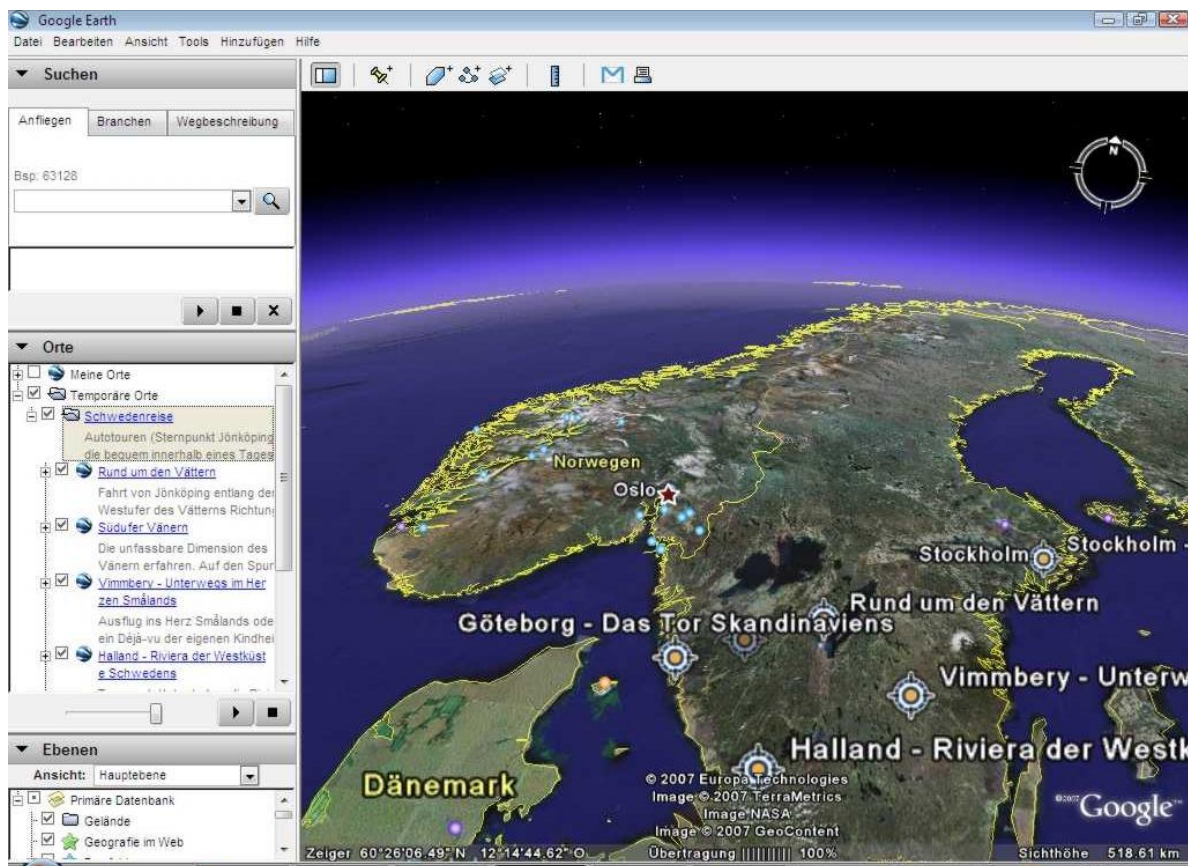 Google Earth
Datei Bearbeiten Ansicht Tools Hinzufügen Hilfe
Suchen
Anfliegen Branchen Wegbeschreibung
Bsp: 63128
Orte
Meine Orte
Temporäre Orte
Schwedenreise
Autotouren (Sternpunkt Jönköping
die bequem innerhalb eines Tages
Rund um den Vättern
Fahrt von Jönköping entlang der
Westufer des Vätterns Richtung
Südufer Vänern
Die unfassbare Dimension des
Vänern erfahren. Auf den Spur
Vimmbery - Unterwegs im Her
zen Smålands
Ausflug ins Herz Smålands ode
ein Déjà-vu der eigenen Kindhei
Halland - Riviera der Westküst
e Schwedens
Ebenen
Ansicht: Hauptebene
Primäre Datenbank
Gelände
Geografie im Web
N
Norwegen
Oslo
Stockholm
Stockholm -
Rund um den Vättern
Göteborg - Das Tor Skandinaviens
Vimmbery - Unterw
Halland - Riviera der Westk
Dänemark
© 2007 Europa Technologies
Image © 2007 TerraMetrics
Image NASA
Image © 2007 GeoContent
©2007 Google™
Zeiger 60°26'06.49" N 12°14'44.62" O Übertragung 100% Sichthöhe 518.61 km